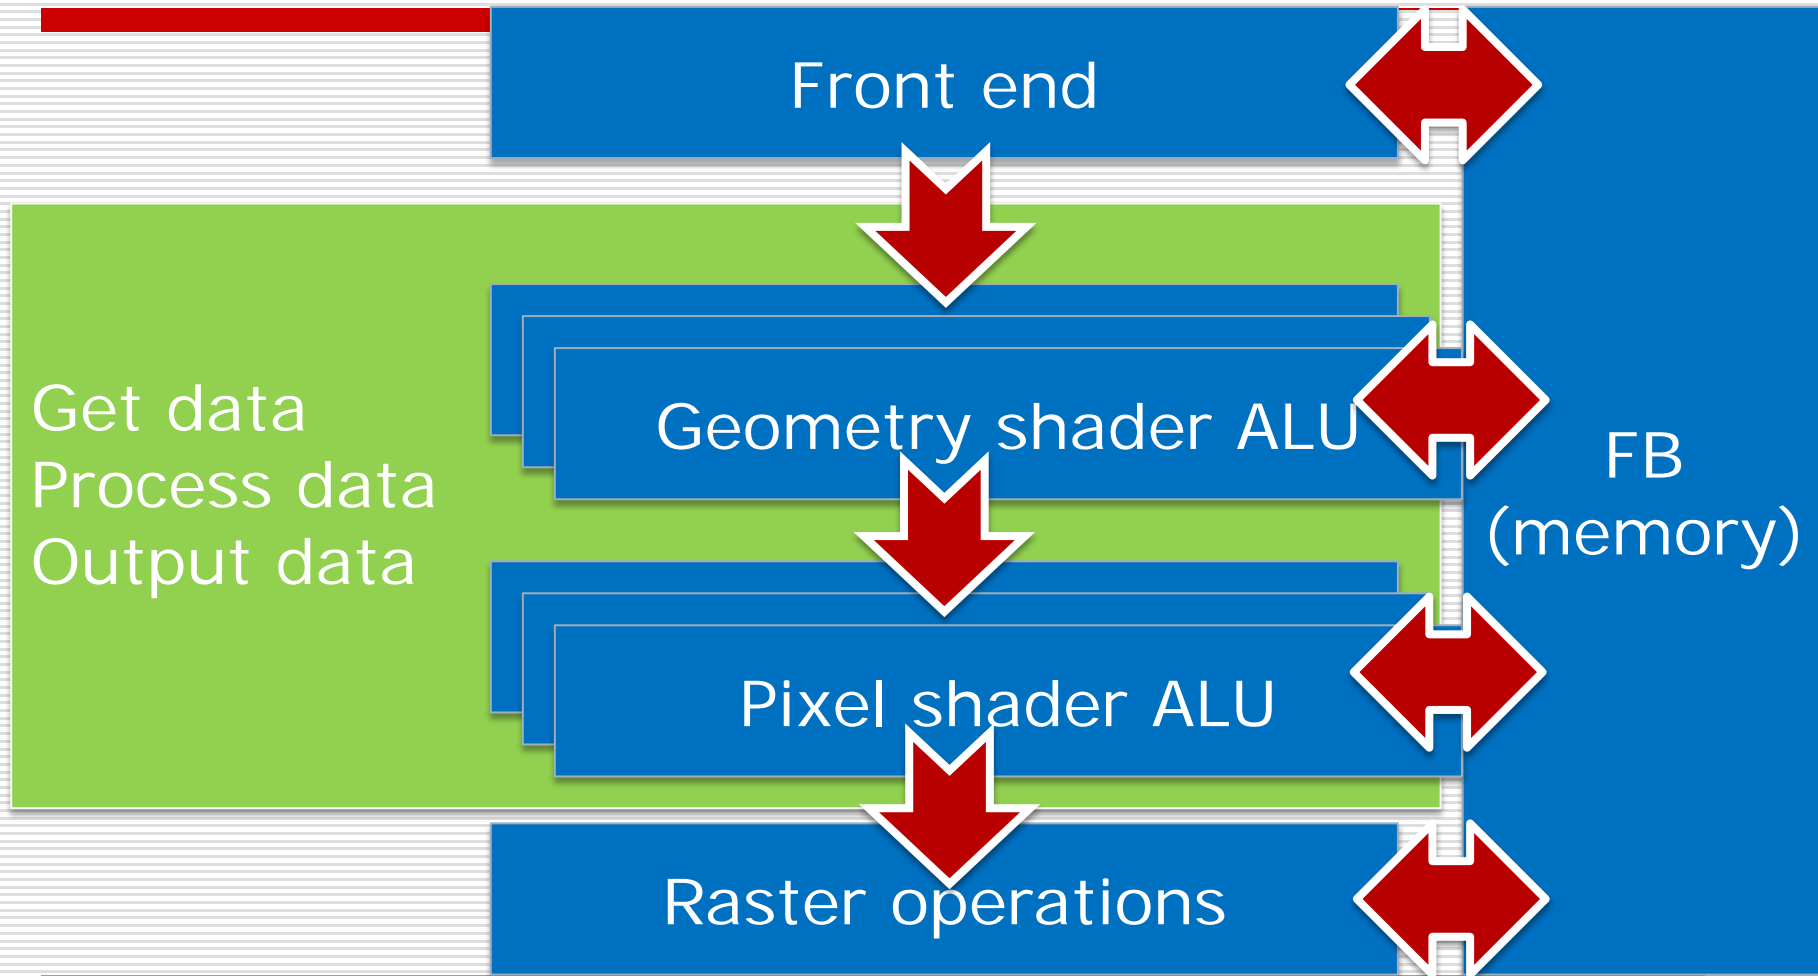 Front end
Get data
Process data
Output data
Geometry shader ALU
Pixel shader ALU
Raster operations
FB
(memory)